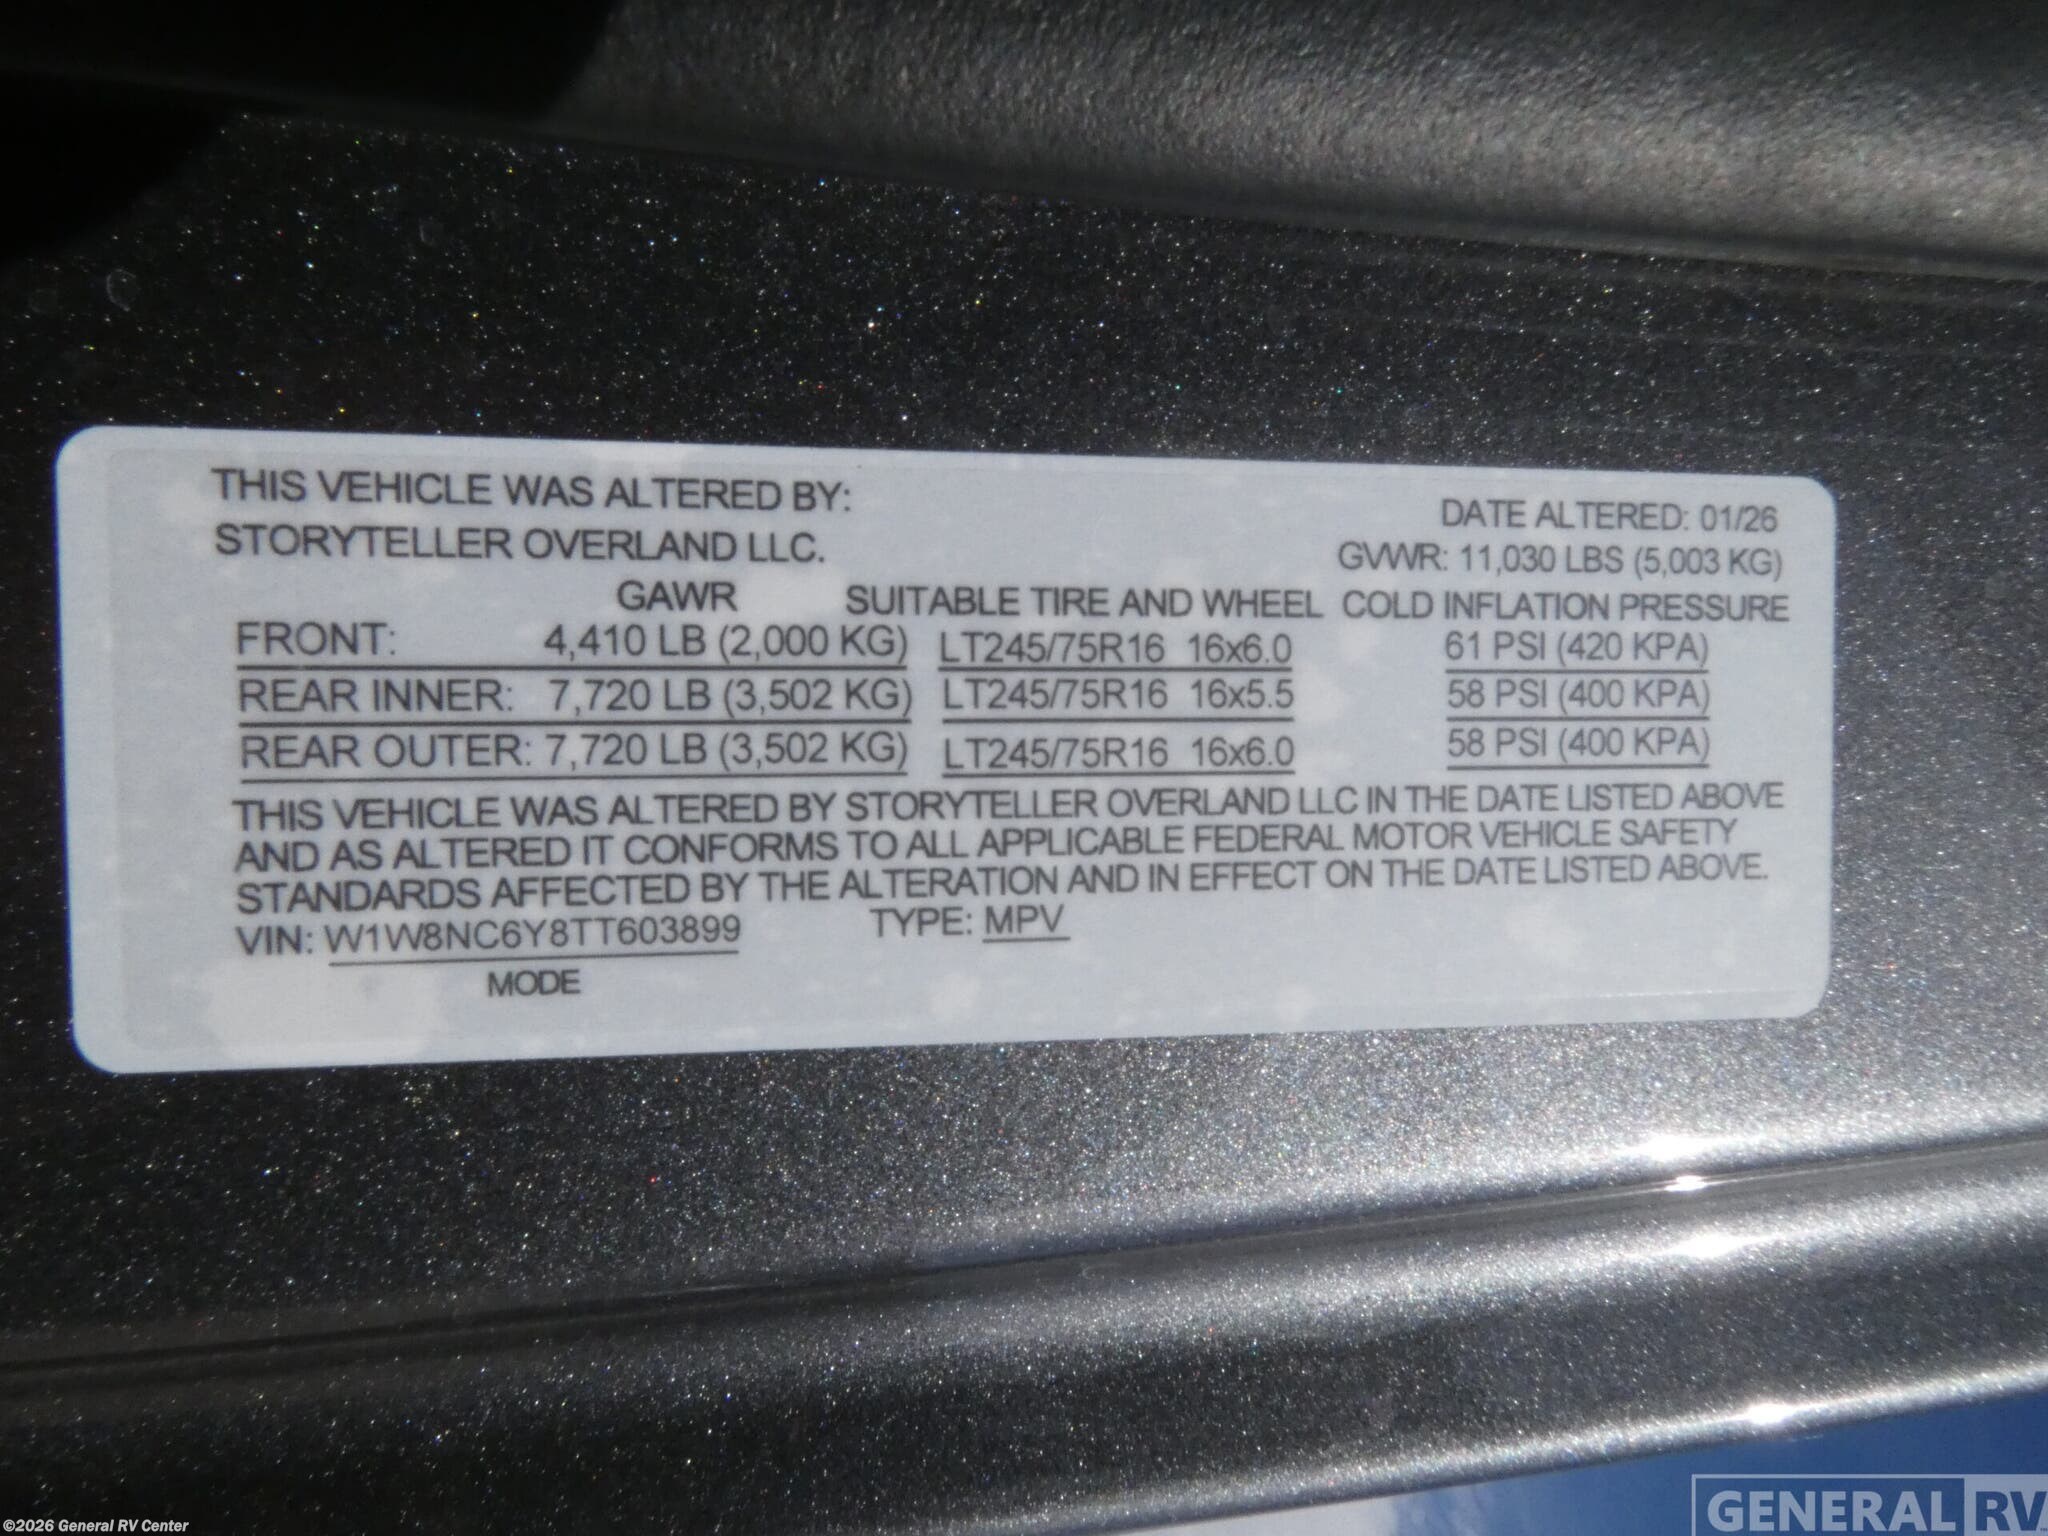 THIS VEHICLE WAS ALTERED BY:
STORYTELLER OVERLAND LLC.
DATE ALTERED: 01/26
GVWR: 11,030 LBS (5,003 KG)
GAWR SUITABLE TIRE AND WHEEL COLD INFLATION PRESSURE
FRONT: 4,410 LB (2,000 KG) LT245/75R16 16x6.0 61 PSI (420 KPA)
REAR INNER: 7,720 LB (3,502 KG) LT245/75R16 16x5.5 58 PSI (400 KPA)
REAR OUTER: 7,720 LB (3,502 KG) LT245/75R16 16x6.0 58 PSI (400 KPA)
THIS VEHICLE WAS ALTERED BY STORYTELLER OVERLAND LLC IN THE DATE LISTED ABOVE
AND AS ALTERED IT CONFORMS TO ALL APPLICABLE FEDERAL MOTOR VEHICLE SAFETY
STANDARDS AFFECTED BY THE ALTERATION AND IN EFFECT ON THE DATE LISTED ABOVE.
VIN: W1W8NC6Y8TT603899 TYPE: MPV
MODE
©2026 General RV Center
GENERAL RV